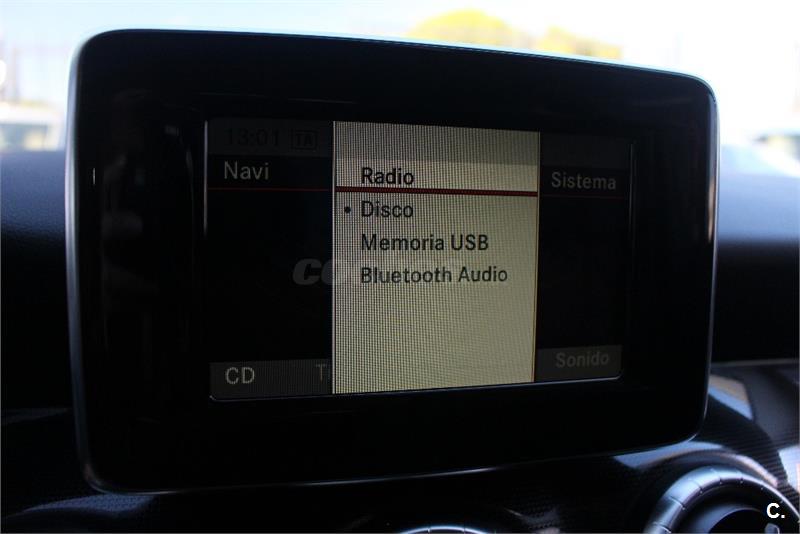 13:01 TA
Navi
Radio
Sistema
Disco
Memoria USB
Bluetooth Audio
CD
Sonido
C.